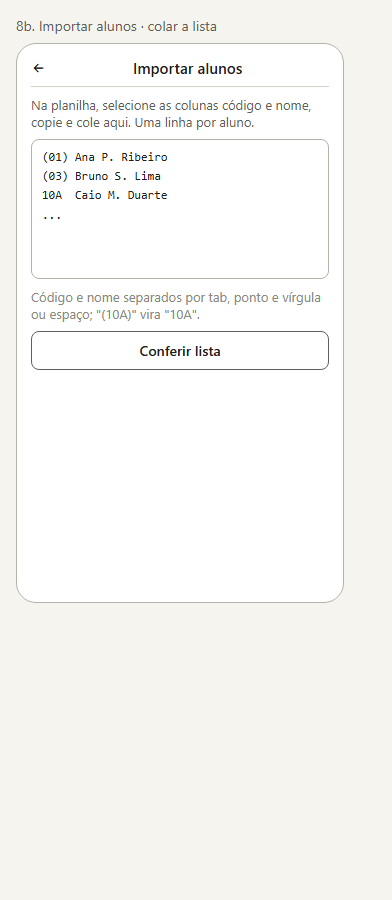 8b. Importar alunos · colar a lista
← Importar alunos
Na planilha, selecione as colunas código e nome,
copie e cole aqui. Uma linha por aluno.
(01) Ana P. Ribeiro
(03) Bruno S. Lima
10A  Caio M. Duarte
...
Código e nome separados por tab, ponto e vírgula
ou espaço; "(10A)" vira "10A".
Conferir lista